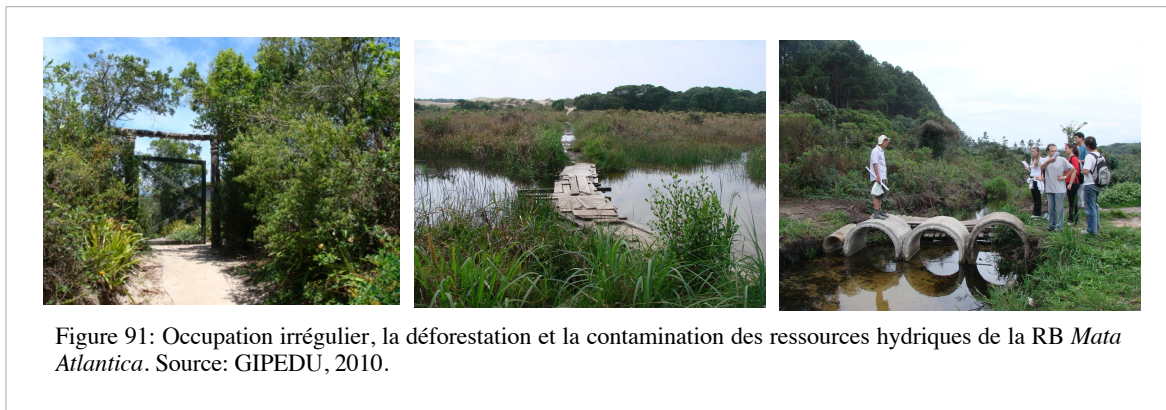 Figure 91: Occupation irrégulier, la déforestation et la contamination des ressources hydriques de la RB Mata
Atlantica. Source: GIPEDU, 2010.